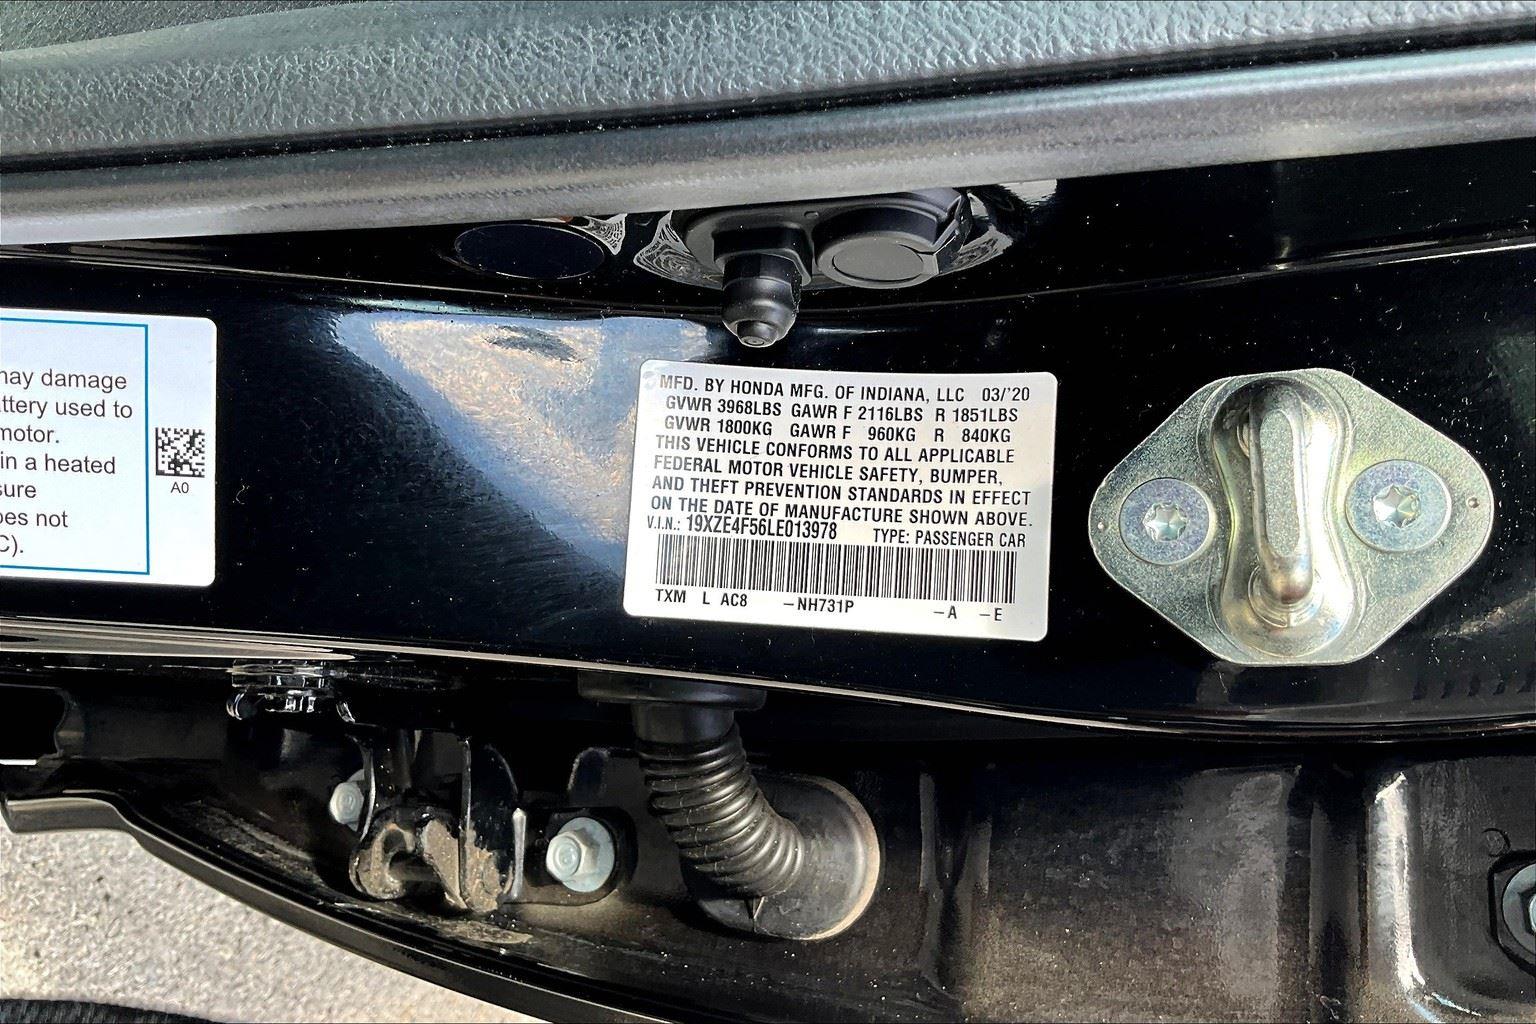 may damage
attery used to
motor.
in a heated
sure
oes not
C).
A0
MFD. BY HONDA MFG. OF INDIANA, LLC 03/'20
GVWR 3968LBS GAWR F 2116LBS R 1851LBS
GVWR 1800KG GAWR F 960KG R 840KG
THIS VEHICLE CONFORMS TO ALL APPLICABLE
FEDERAL MOTOR VEHICLE SAFETY, BUMPER,
AND THEFT PREVENTION STANDARDS IN EFFECT
ON THE DATE OF MANUFACTURE SHOWN ABOVE.
V.I.N.: 19XZE4F56LE013978 TYPE: PASSENGER CAR
TXM L AC8 –NH731P –A –E